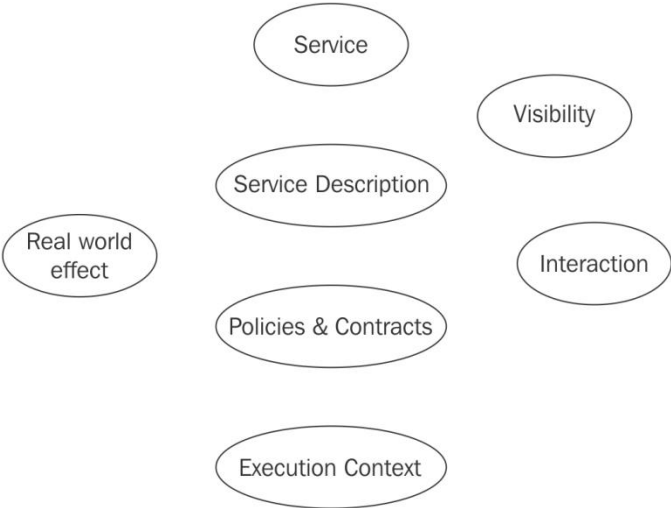 Service
Visibility
Service Description
Real world
effect
Interaction
Policies & Contracts
Execution Context